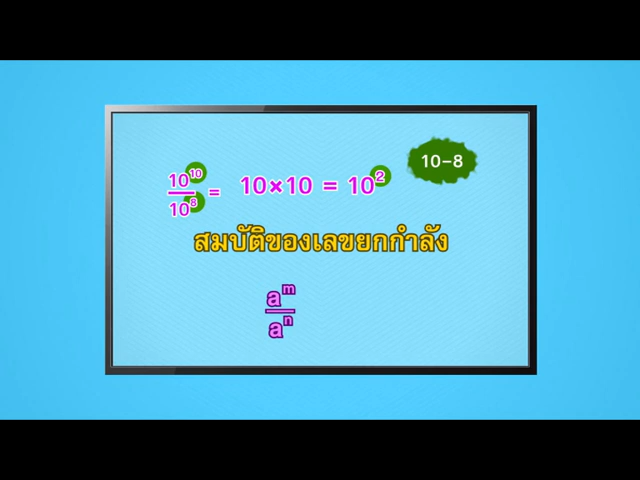 10-8
10¹⁰/10⁸ = 10×10 = 10²
สมบัติของเลขยกกำลัง
aᵐ/aⁿ